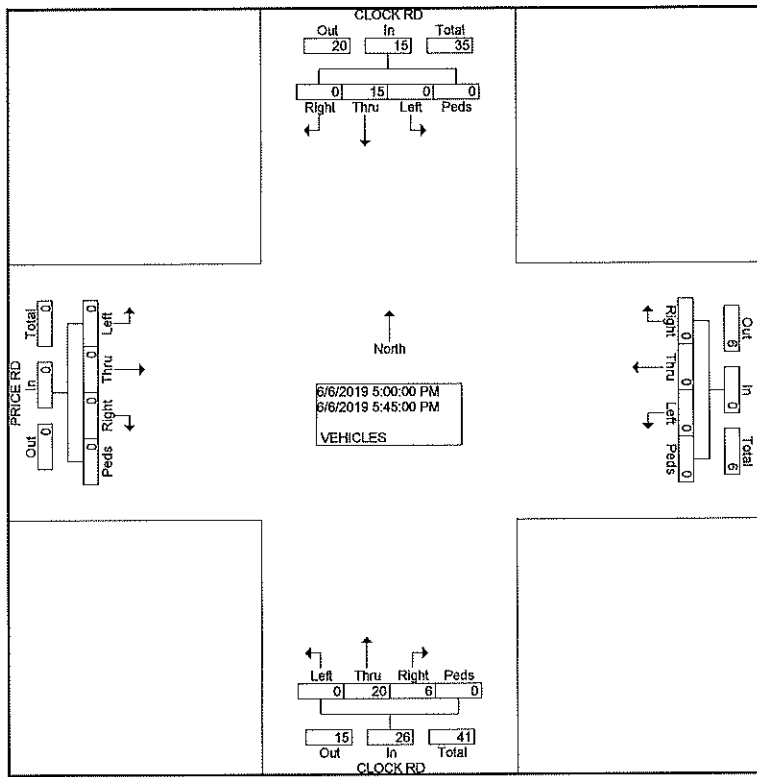 CLOCK RD
Out In Total
20 15 35
0 15 0 0
Right Thru Left Peds
PRICE RD
Total In Out
0 0 0
0 0 0 0
Left Thru Right Peds
North
6/6/2019 5:00:00 PM
6/6/2019 5:45:00 PM
VEHICLES
Out In Total
6 0 6
0 0 0 0
Right Thru Left Peds
Left Thru Right Peds
0 20 6 0
15 26 41
Out In Total
CLOCK RD